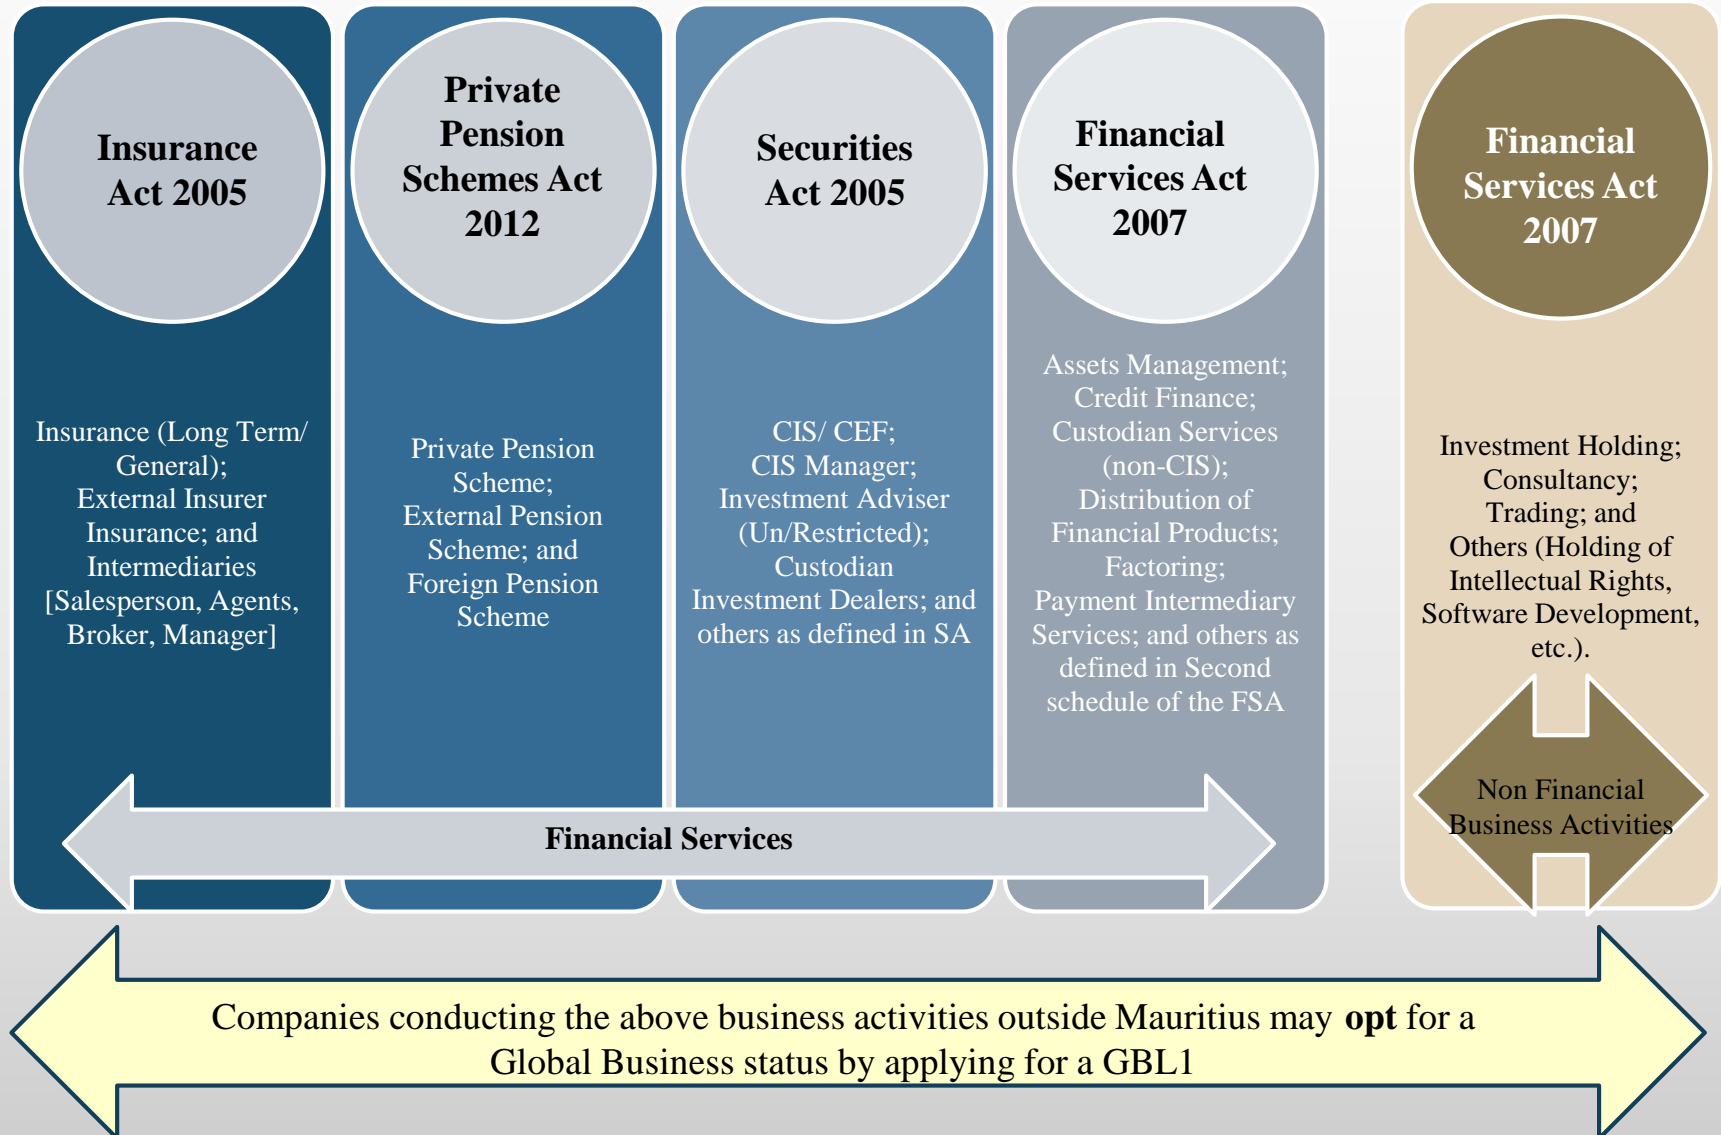 Insurance
Act 2005
Private
Pension
Schemes Act
2012
Securities
Act 2005
Financial
Services Act
2007
Financial
Services Act
2007
Insurance (Long Term/
General);
External Insurer
Insurance; and
Intermediaries
[Salesperson, Agents,
Broker, Manager]
Private Pension
Scheme;
External Pension
Scheme; and
Foreign Pension
Scheme
CIS/ CEF;
CIS Manager;
Investment Adviser
(Un/Restricted);
Custodian
Investment Dealers; and
others as defined in SA
Assets Management;
Credit Finance;
Custodian Services
(non-CIS);
Distribution of
Financial Products;
Factoring;
Payment Intermediary
Services; and others as
defined in Second
schedule of the FSA
Investment Holding;
Consultancy;
Trading; and
Others (Holding of
Intellectual Rights,
Software Development,
etc.).
Financial Services
Non Financial
Business Activities
Companies conducting the above business activities outside Mauritius may opt for a
Global Business status by applying for a GBL1